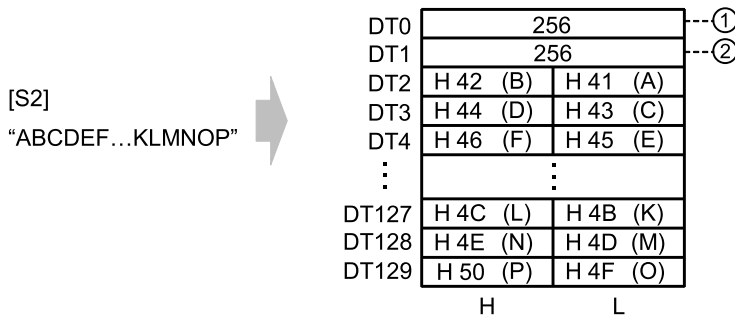 DT0 256 ①
DT1 256 ②
DT2 H 42 (B) H 41 (A)
[S2]
DT3 H 44 (D) H 43 (C)
"ABCDEF…KLMNOP"
DT4 H 46 (F) H 45 (E)
DT127 H 4C (L) H 4B (K)
DT128 H 4E (N) H 4D (M)
DT129 H 50 (P) H 4F (O)
H L